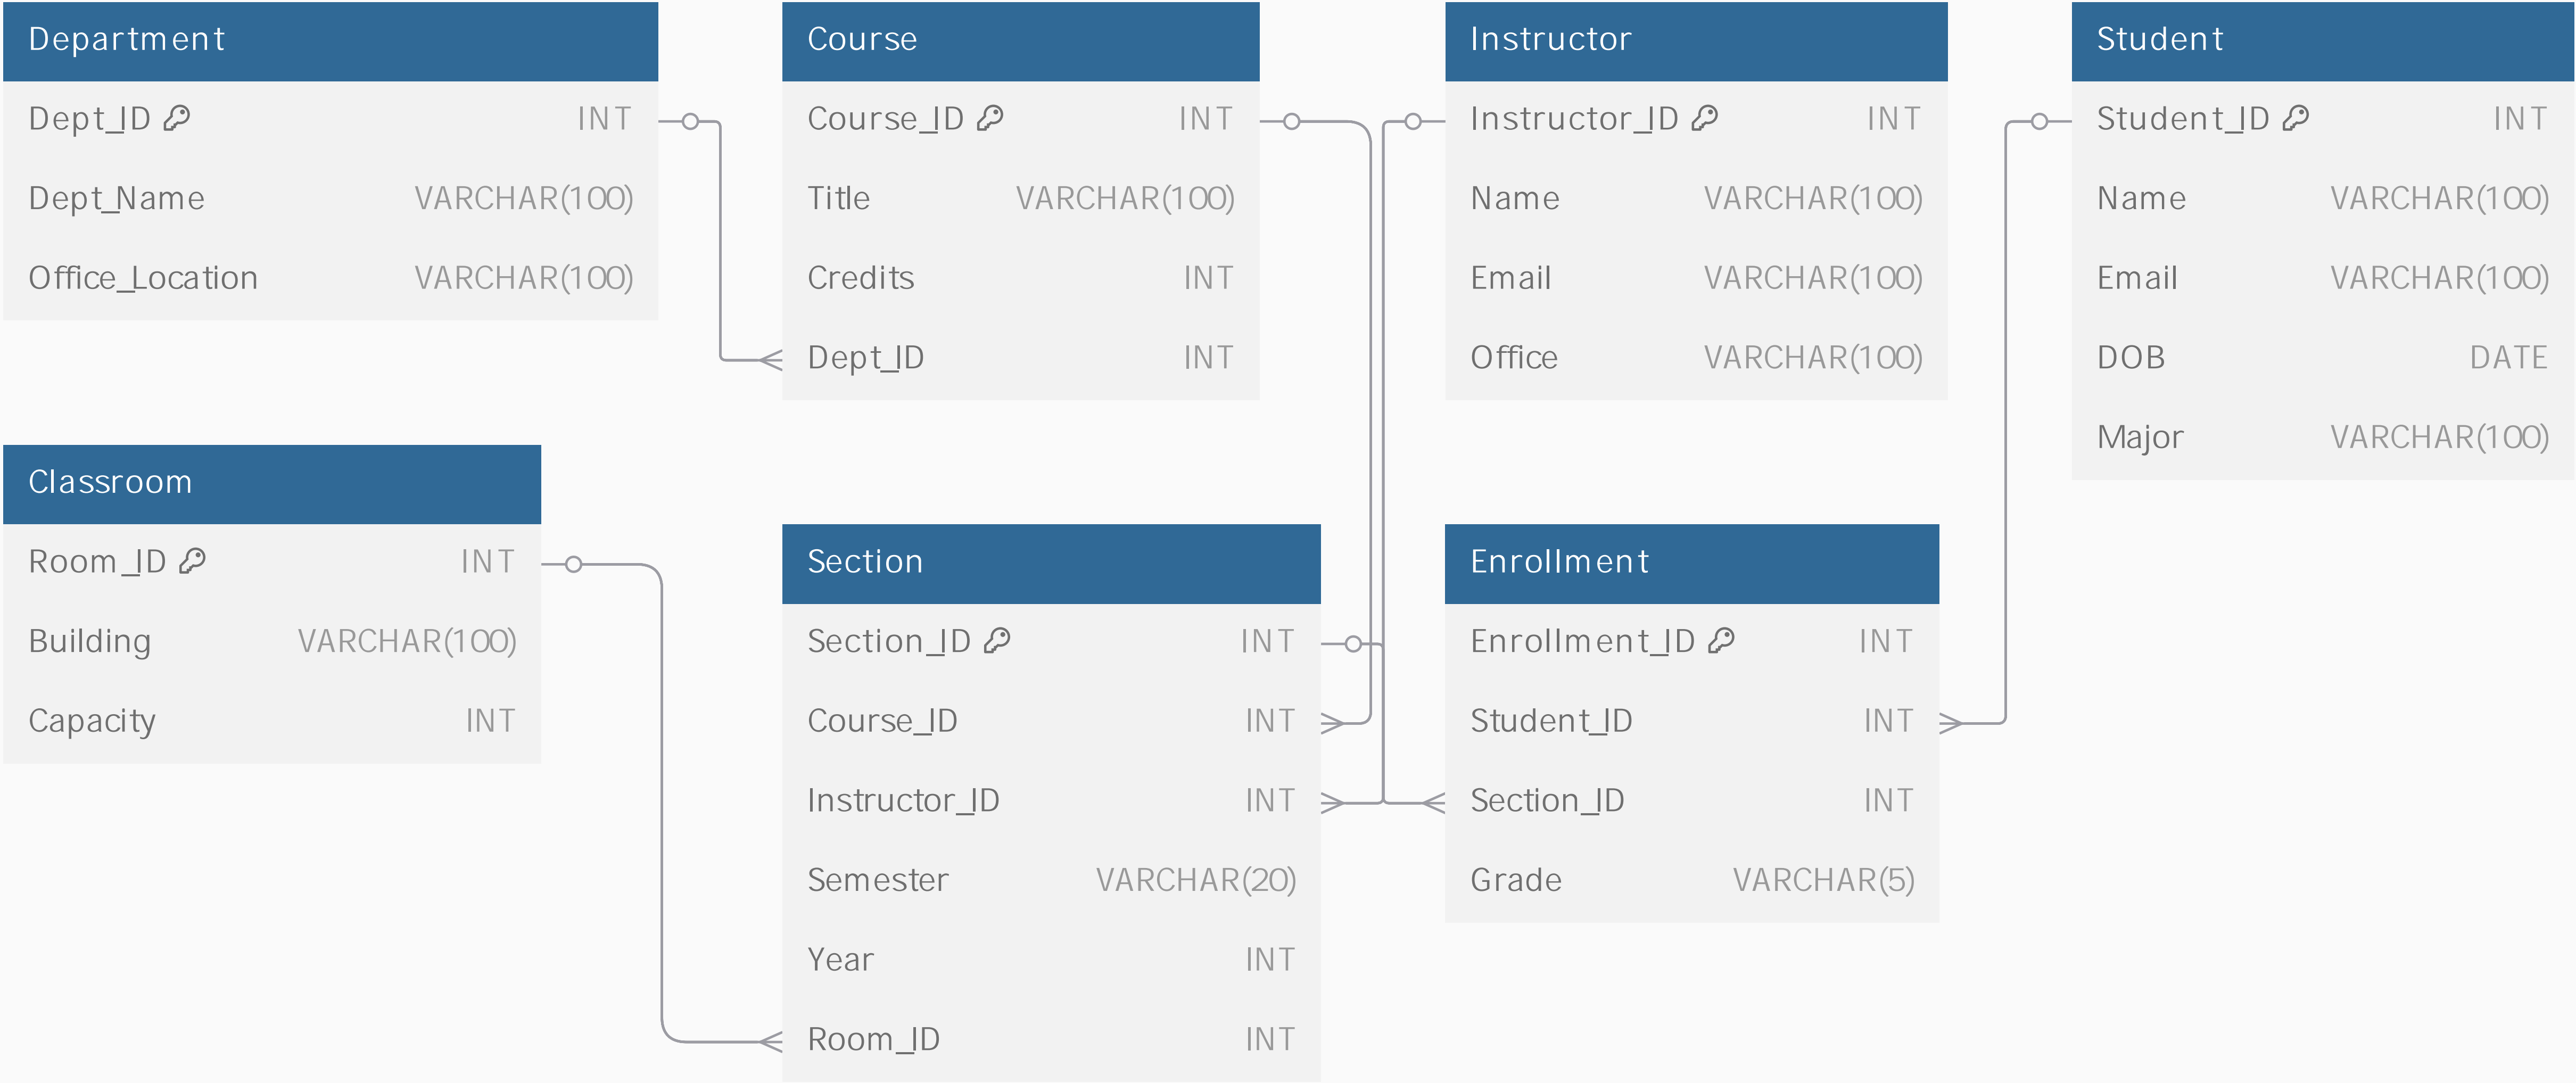 Department
Dept_ID INT
Dept_Name VARCHAR(100)
Office_Location VARCHAR(100)
Course
Course_ID INT
Title VARCHAR(100)
Credits INT
Dept_ID INT
Instructor
Instructor_ID INT
Name VARCHAR(100)
Email VARCHAR(100)
Office VARCHAR(100)
Student
Student_ID INT
Name VARCHAR(100)
Email VARCHAR(100)
DOB DATE
Major VARCHAR(100)
Classroom
Room_ID INT
Building VARCHAR(100)
Capacity INT
Section
Section_ID INT
Course_ID INT
Instructor_ID INT
Semester VARCHAR(20)
Year INT
Room_ID INT
Enrollment
Enrollment_ID INT
Student_ID INT
Section_ID INT
Grade VARCHAR(5)